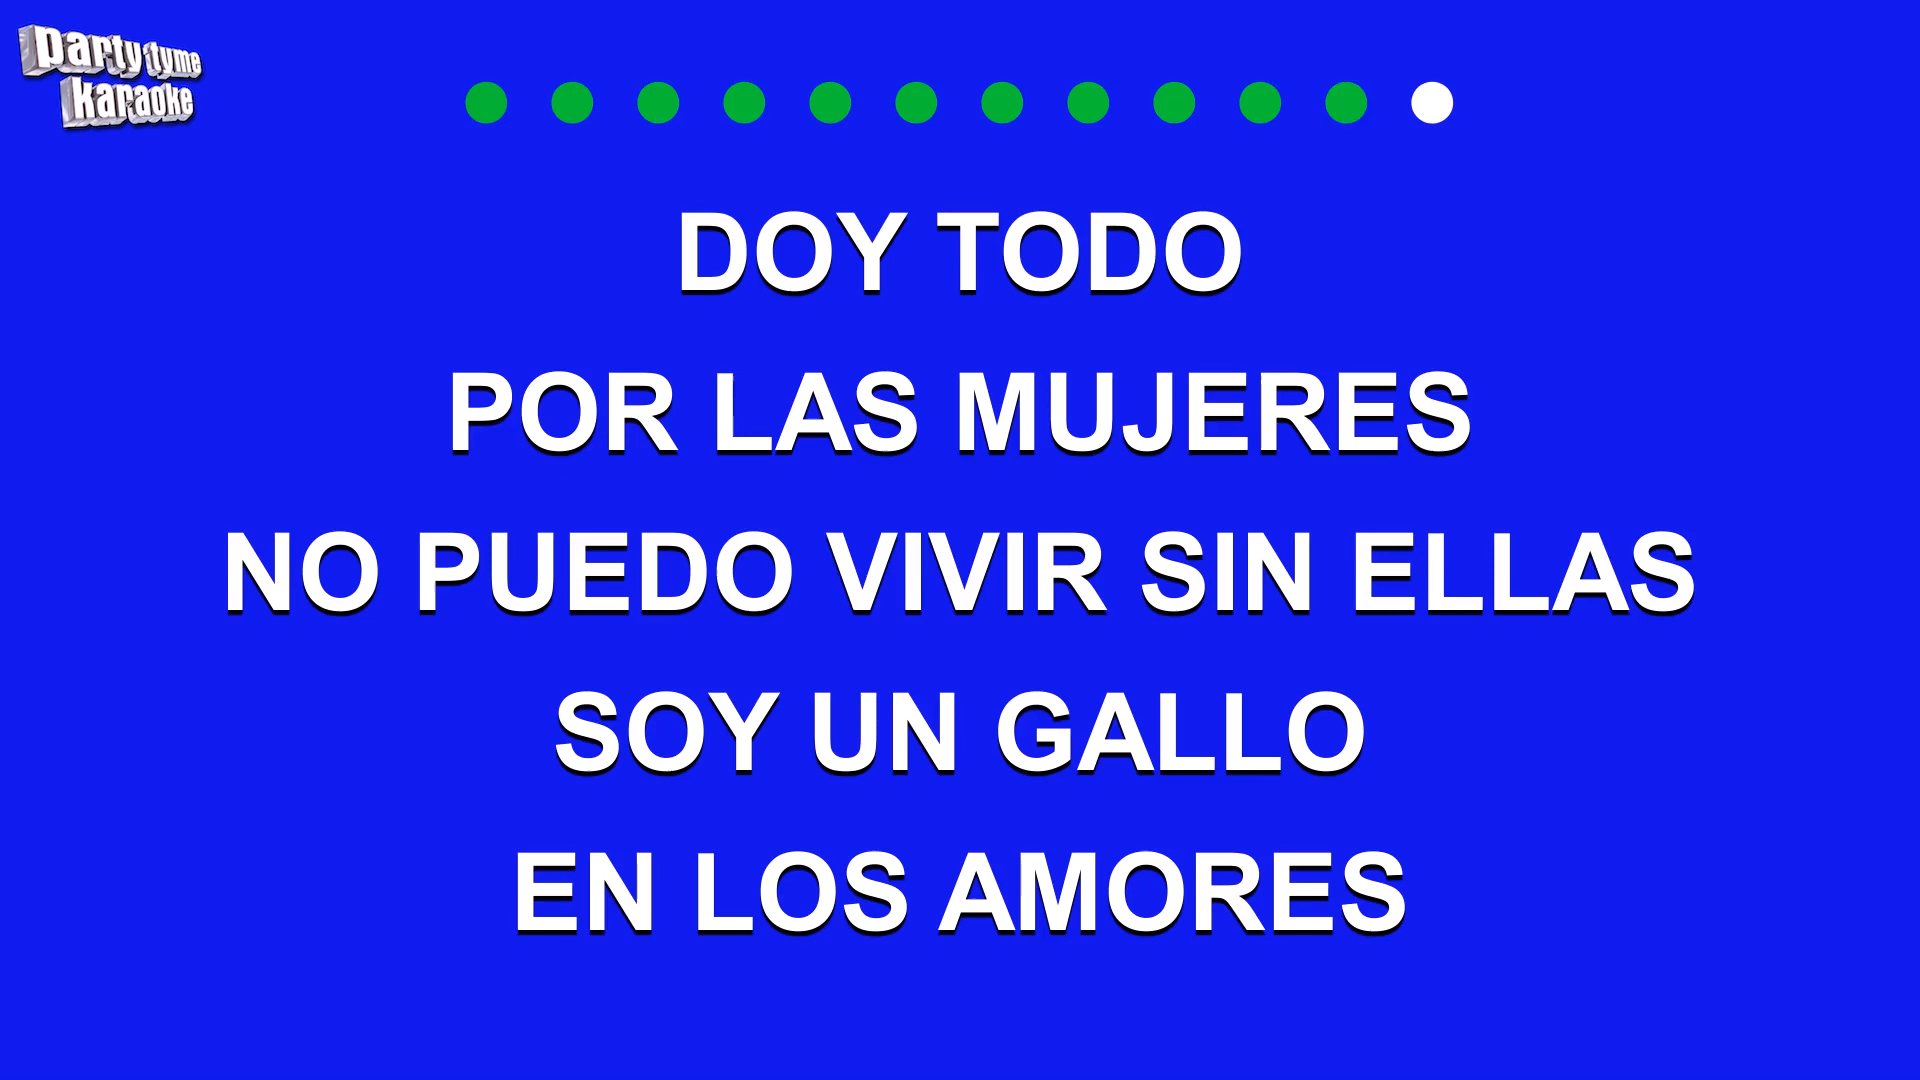 party tyme
karaoke
DOY TODO
POR LAS MUJERES
NO PUEDO VIVIR SIN ELLAS
SOY UN GALLO
EN LOS AMORES